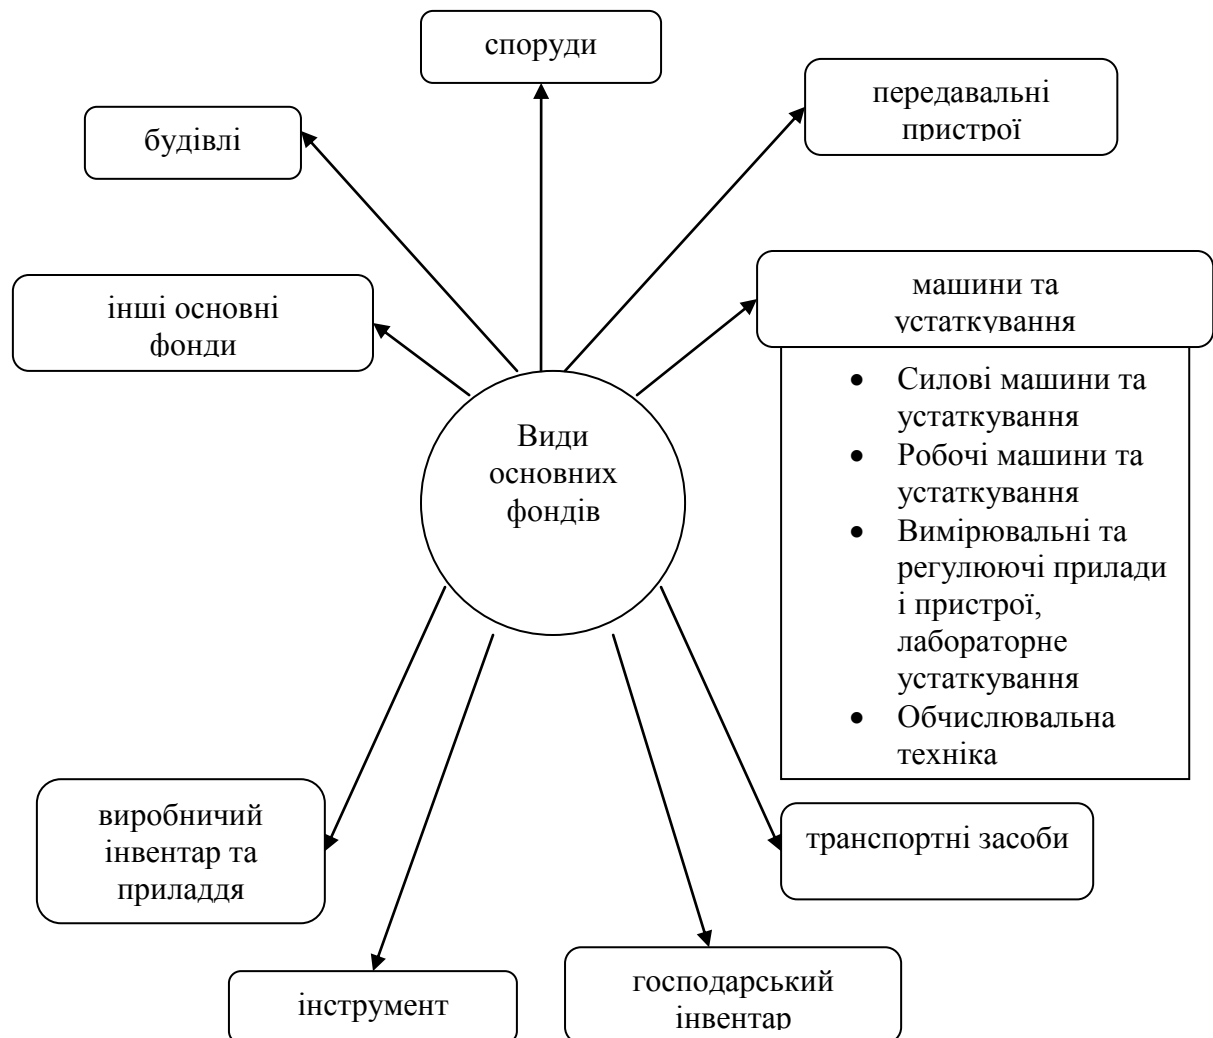 споруди
передавальні
пристрої
будівлі
машини та
устаткування
інші основні
фонди
• Силові машини та
устаткування
• Робочі машини та
устаткування
• Вимірювальні та
регулюючі прилади
і пристрої,
лабораторне
устаткування
• Обчислювальна
техніка
Види
основних
фондів
виробничий
інвентар та
приладдя
транспортні засоби
інструмент
господарський
інвентар